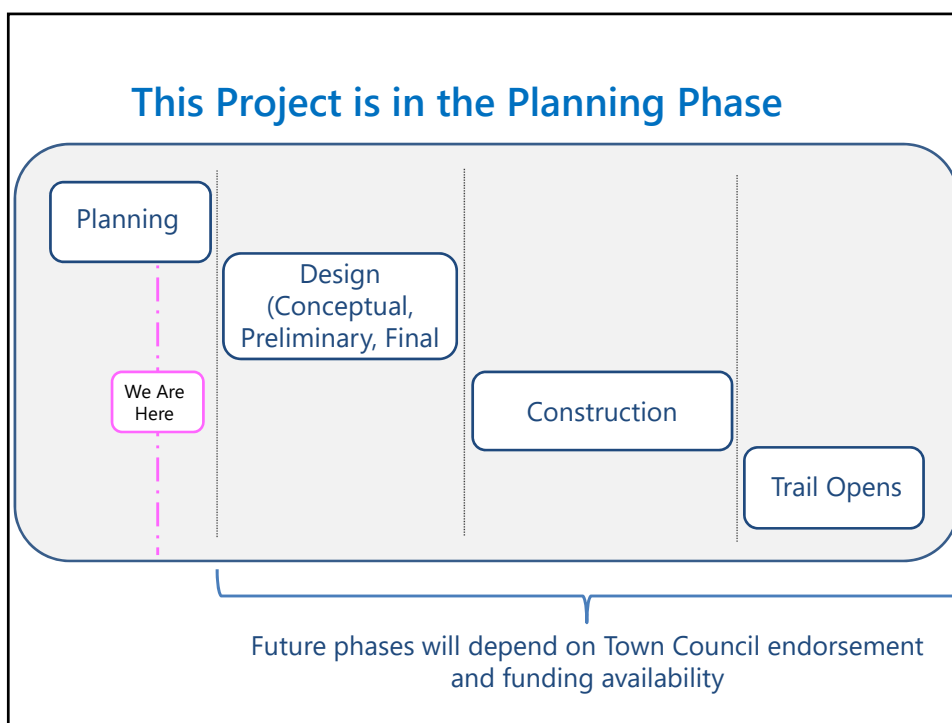 This Project is in the Planning Phase
Planning
Design
(Conceptual,
Preliminary, Final
We Are
Here
Construction
Trail Opens
Future phases will depend on Town Council endorsement
and funding availability